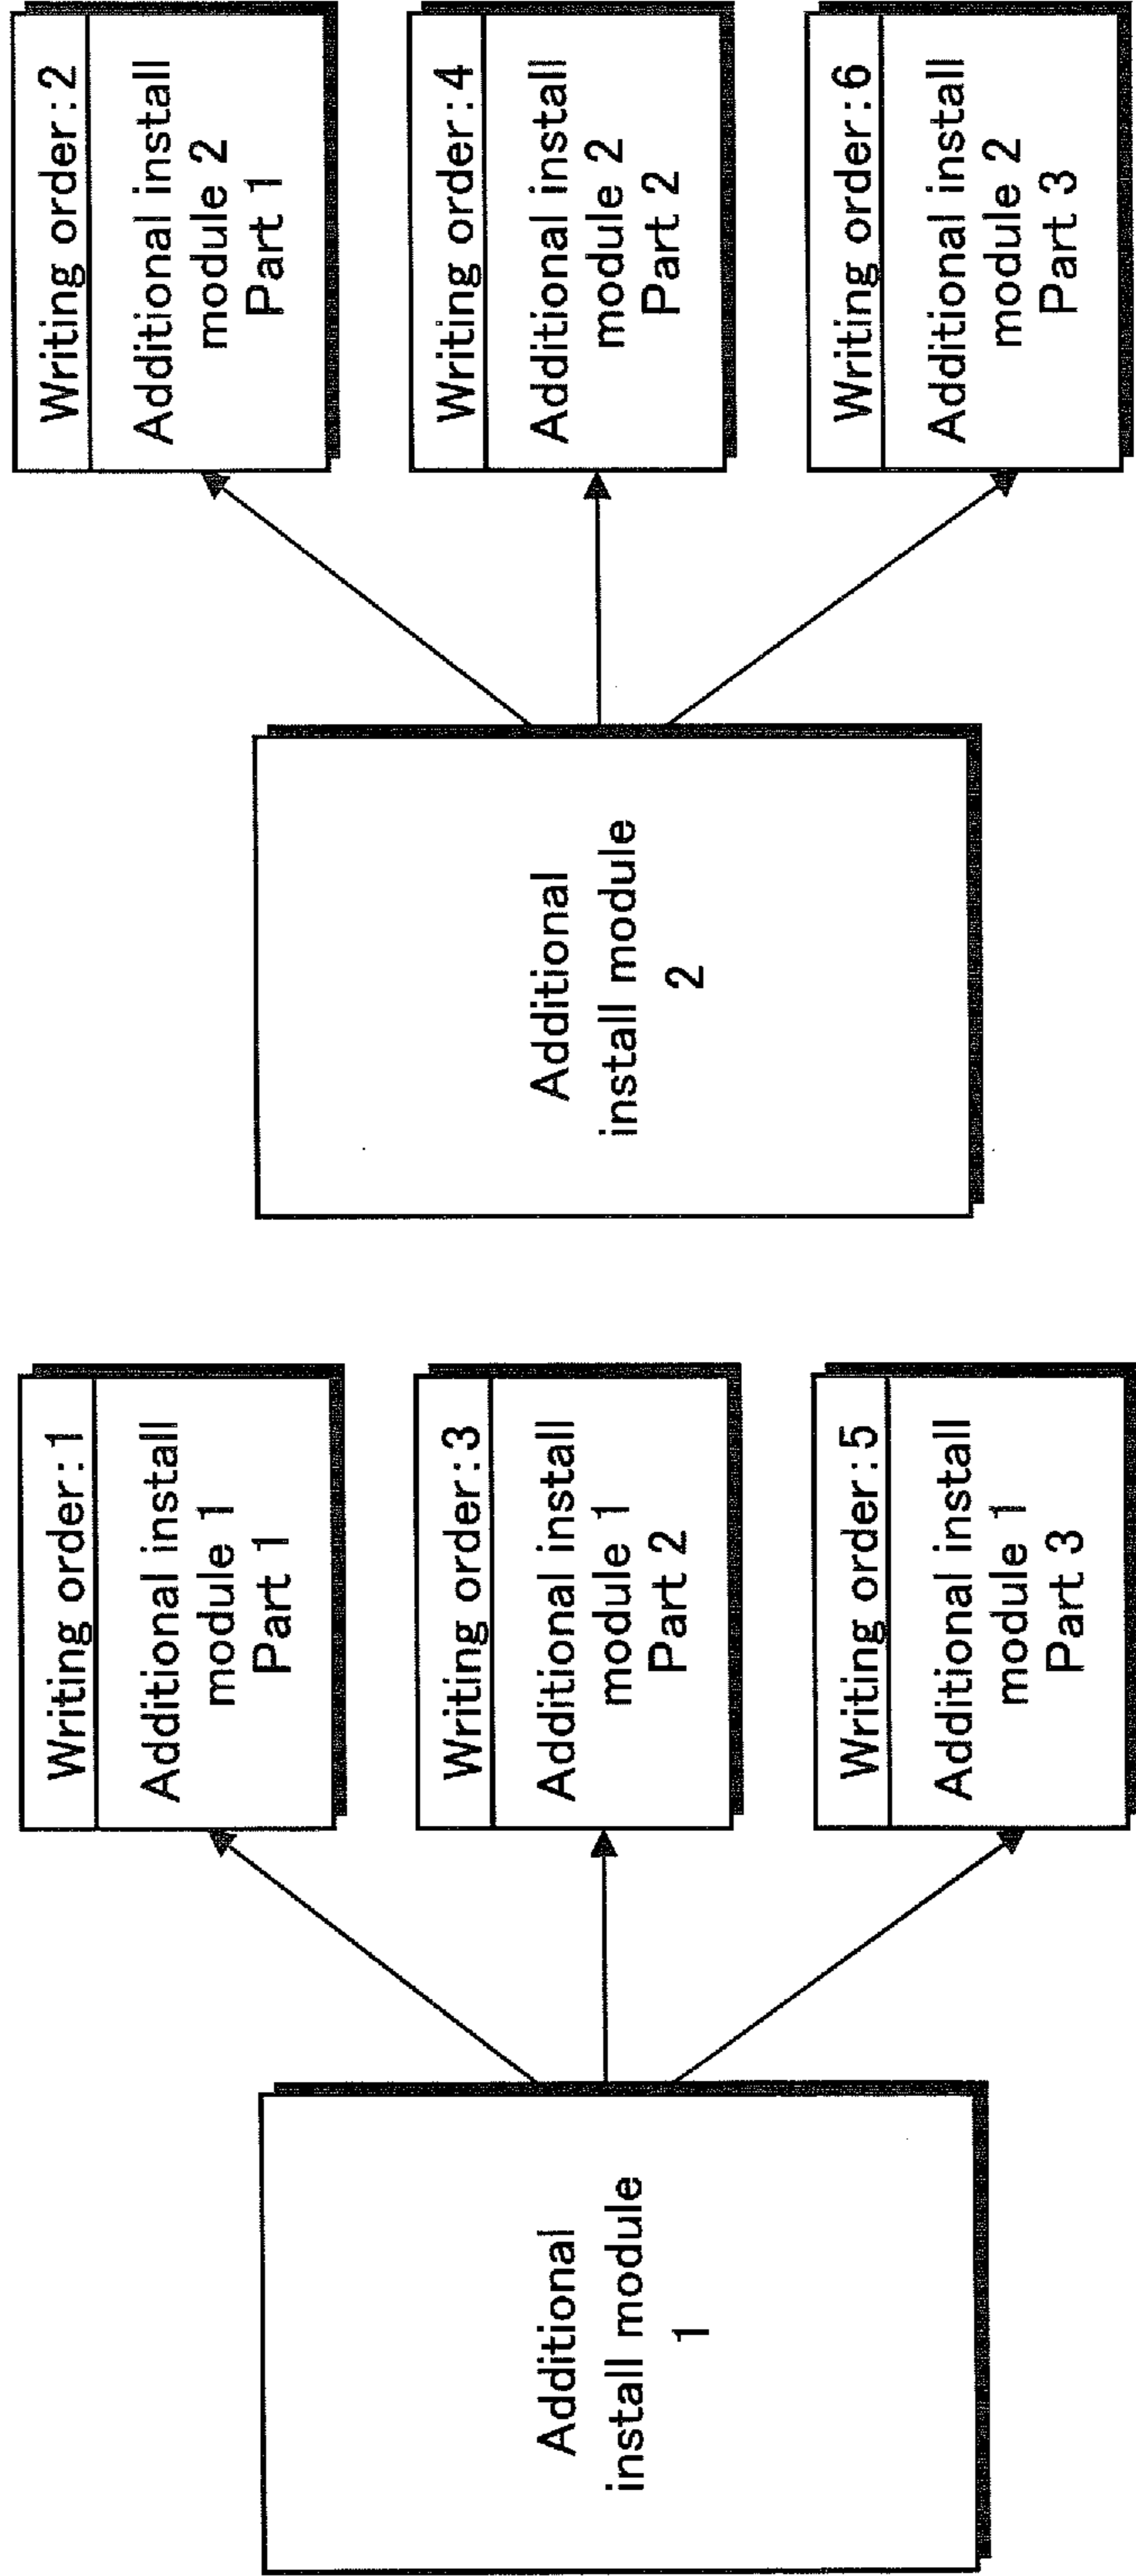 Additional
install module
1
Writing order:1
Additional install
module 1
Part 1
Writing order:3
Additional install
module 1
Part 2
Writing order:5
Additional install
module 1
Part 3
Additional
install module
2
Writing order:2
Additional install
module 2
Part 1
Writing order:4
Additional install
module 2
Part 2
Writing order:6
Additional install
module 2
Part 3